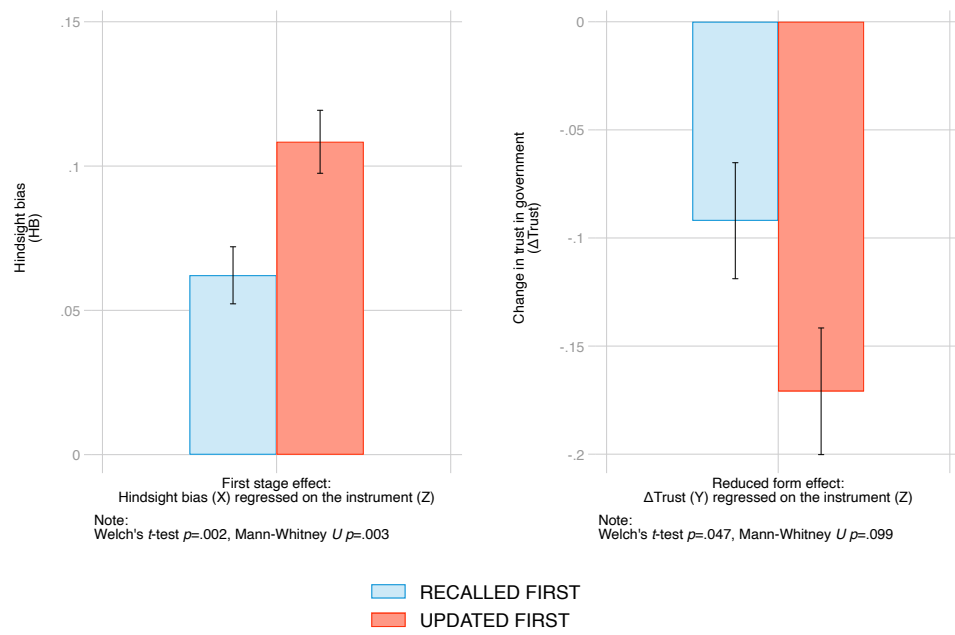 .15
.1
.05
0
Hindsight bias
(HB)
First stage effect:
Hindsight bias (X) regressed on the instrument (Z)
Note:
Welch's t-test p=.002, Mann-Whitney U p=.003
0
-.05
-.1
-.15
-.2
Change in trust in government
(ΔTrust)
Reduced form effect:
ΔTrust (Y) regressed on the instrument (Z)
Note:
Welch's t-test p=.047, Mann-Whitney U p=.099
RECALLED FIRST
UPDATED FIRST